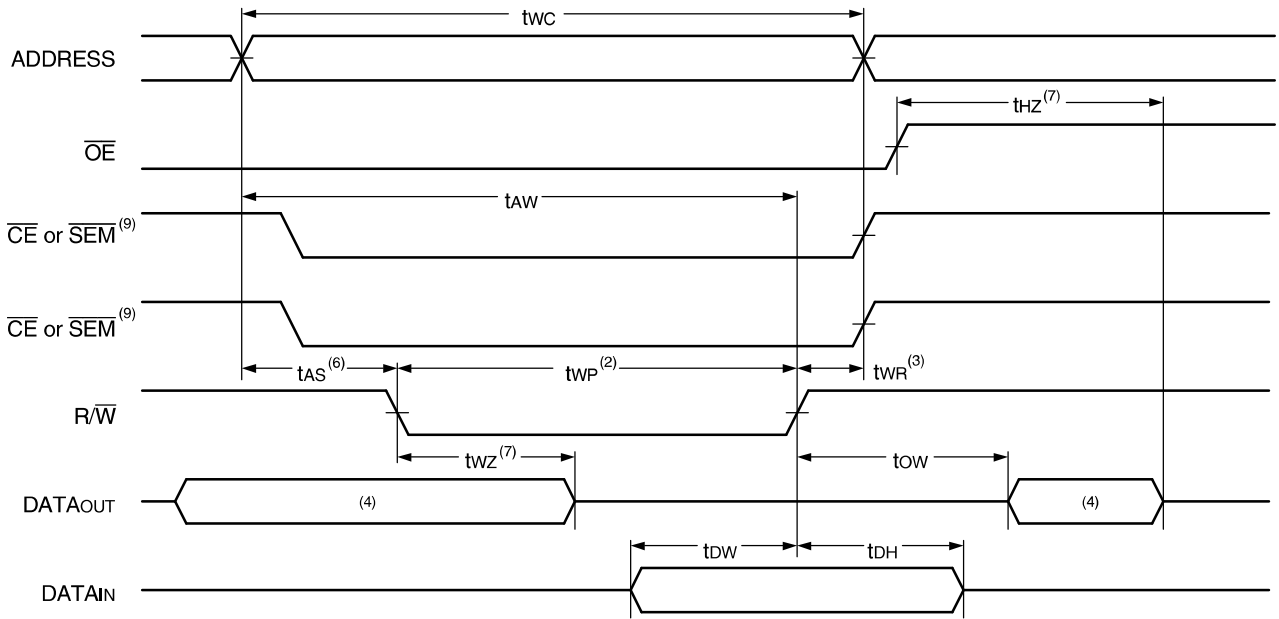 tWC
ADDRESS
tHZ(7)
OE
tAW
CE or SEM(9)
CE or SEM(9)
tAS(6) tWP(2) tWR(3)
R/W
tWZ(7) tOW
DATAOUT (4) (4)
tDW tDH
DATAIN